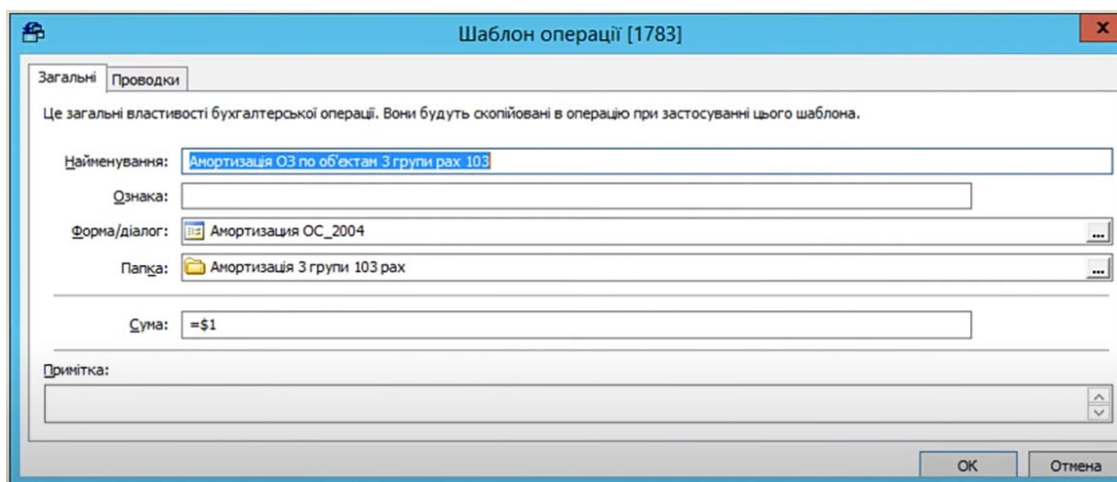 Шаблон операції [1783]
x
Загальні Проводки
Це загальні властивості бухгалтерської операції. Вони будуть скопійовані в операцію при застосуванні цього шаблона.
Найменування: Амортизація ОЗ по об'єктам 3 групи рах 103
Ознака:
Форма/діалог: Амортизация ОС_2004 ...
Папка: Амортизація 3 групи 103 рах ...
Сума: =$1
Примітка:
OK Отмена